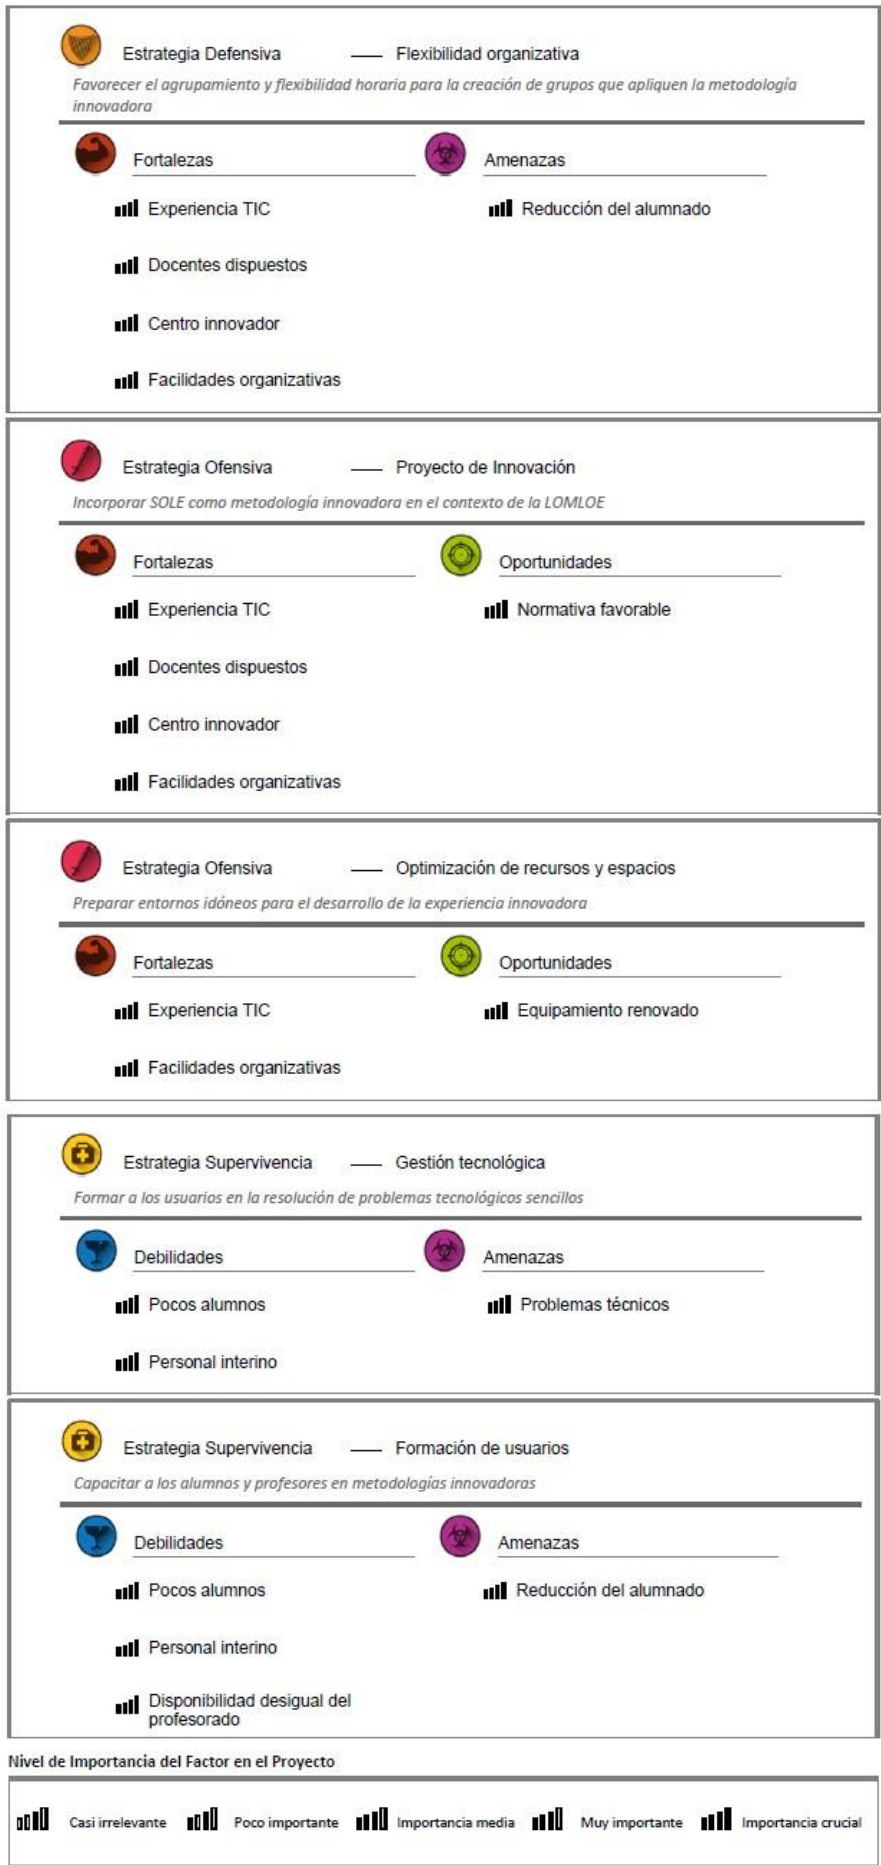 Estrategia Defensiva — Flexibilidad organizativa
Favorecer el agrupamiento y flexibilidad horaria para la creación de grupos que apliquen la metodología
innovadora
Fortalezas Amenazas
Experiencia TIC Reducción del alumnado
Docentes dispuestos
Centro innovador
Facilidades organizativas
Estrategia Ofensiva — Proyecto de Innovación
Incorporar SOLE como metodología innovadora en el contexto de la LOMLOE
Fortalezas Oportunidades
Experiencia TIC Normativa favorable
Docentes dispuestos
Centro innovador
Facilidades organizativas
Estrategia Ofensiva — Optimización de recursos y espacios
Preparar entornos idóneos para el desarrollo de la experiencia innovadora
Fortalezas Oportunidades
Experiencia TIC Equipamiento renovado
Facilidades organizativas
Estrategia Supervivencia — Gestión tecnológica
Formar a los usuarios en la resolución de problemas tecnológicos sencillos
Debilidades Amenazas
Pocos alumnos Problemas técnicos
Personal interino
Estrategia Supervivencia — Formación de usuarios
Capacitar a los alumnos y profesores en metodologías innovadoras
Debilidades Amenazas
Pocos alumnos Reducción del alumnado
Personal interino
Disponibilidad desigual del
profesorado
Nivel de Importancia del Factor en el Proyecto
Casi irrelevante Poco importante Importancia media Muy importante Importancia crucial